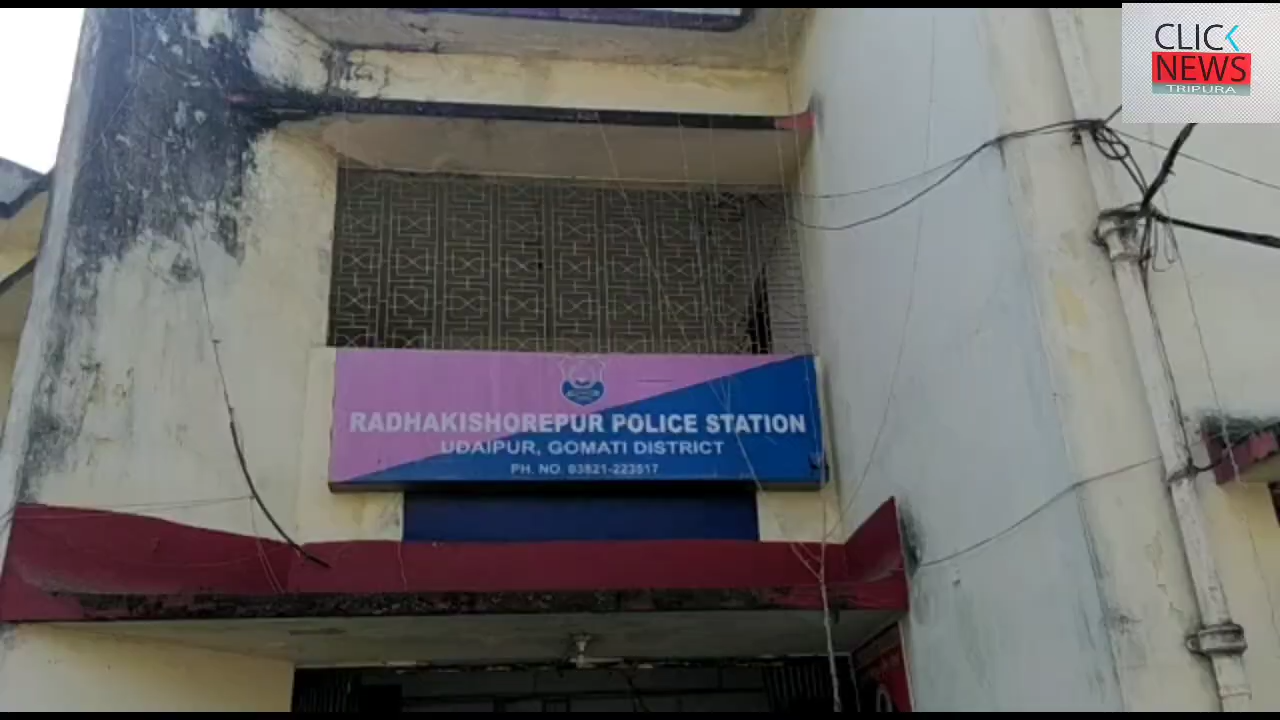 CLICK
NEWS
TRIPURA
RADHAKISHOREPUR POLICE STATION
UDAIPUR, GOMATI DISTRICT
PH. NO. 03821-223517